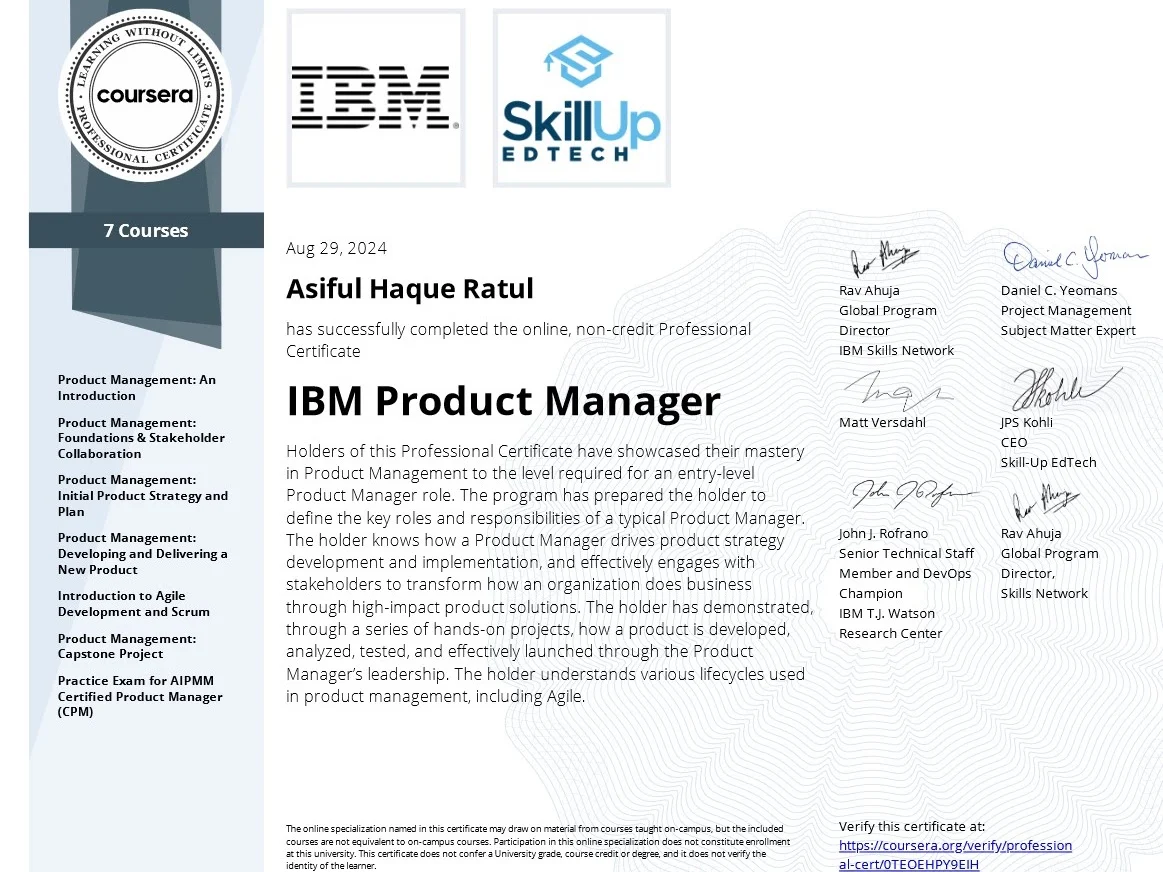 LEARNING WITHOUT LIMITS
coursera
PROFESSIONAL CERTIFICATE
7 Courses
Product Management: An
Introduction
Product Management:
Foundations & Stakeholder
Collaboration
Product Management:
Initial Product Strategy and
Plan
Product Management:
Developing and Delivering a
New Product
Introduction to Agile
Development and Scrum
Product Management:
Capstone Project
Practice Exam for AIPMM
Certified Product Manager
(CPM)
IBM®
SkillUp
EDTECH
Aug 29, 2024
Asiful Haque Ratul
has successfully completed the online, non-credit Professional
Certificate
IBM Product Manager
Holders of this Professional Certificate have showcased their mastery
in Product Management to the level required for an entry-level
Product Manager role. The program has prepared the holder to
define the key roles and responsibilities of a typical Product Manager.
The holder knows how a Product Manager drives product strategy
development and implementation, and effectively engages with
stakeholders to transform how an organization does business
through high-impact product solutions. The holder has demonstrated,
through a series of hands-on projects, how a product is developed,
analyzed, tested, and effectively launched through the Product
Manager’s leadership. The holder understands various lifecycles used
in product management, including Agile.
Rav Ahuja
Global Program
Director
IBM Skills Network
Daniel C. Yeomans
Daniel C. Yeomans
Project Management
Subject Matter Expert
Matt Versdahl
JPS Kohli
CEO
Skill-Up EdTech
John J. Rofrano
John J. Rofrano
Senior Technical Staff
Member and DevOps
Champion
IBM T.J. Watson
Research Center
Rav Ahuja
Global Program
Director,
Skills Network
The online specialization named in this certificate may draw on material from courses taught on-campus, but the included
courses are not equivalent to on-campus courses. Participation in this online specialization does not constitute enrollment
at this university. This certificate does not confer a University grade, course credit or degree, and it does not verify the
identity of the learner.
Verify this certificate at:
https://coursera.org/verify/profession
al-cert/0TEOEHPY9EIH